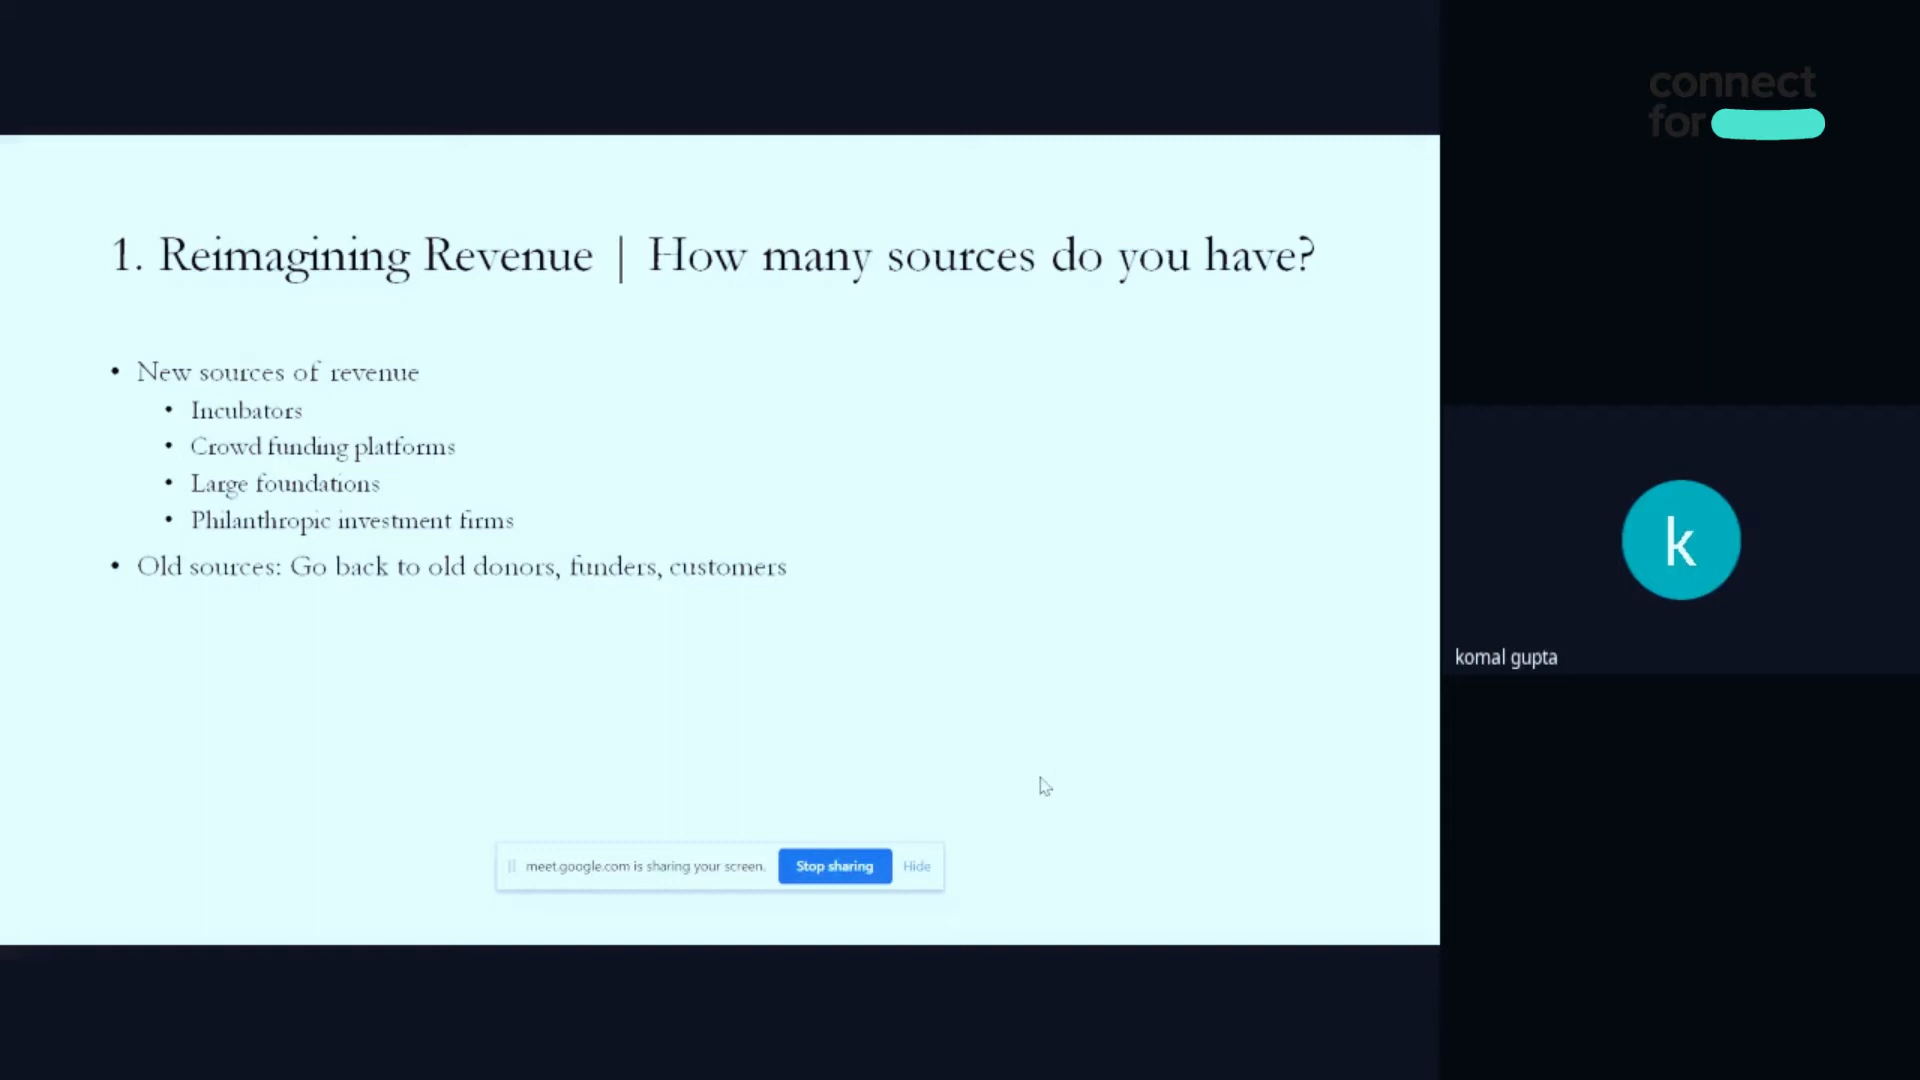 connect
for
1. Reimagining Revenue | How many sources do you have?
• New sources of revenue
• Incubators
• Crowd funding platforms
• Large foundations
• Philanthropic investment firms
• Old sources: Go back to old donors, funders, customers
k
komal gupta
meet.google.com is sharing your screen. Stop sharing Hide